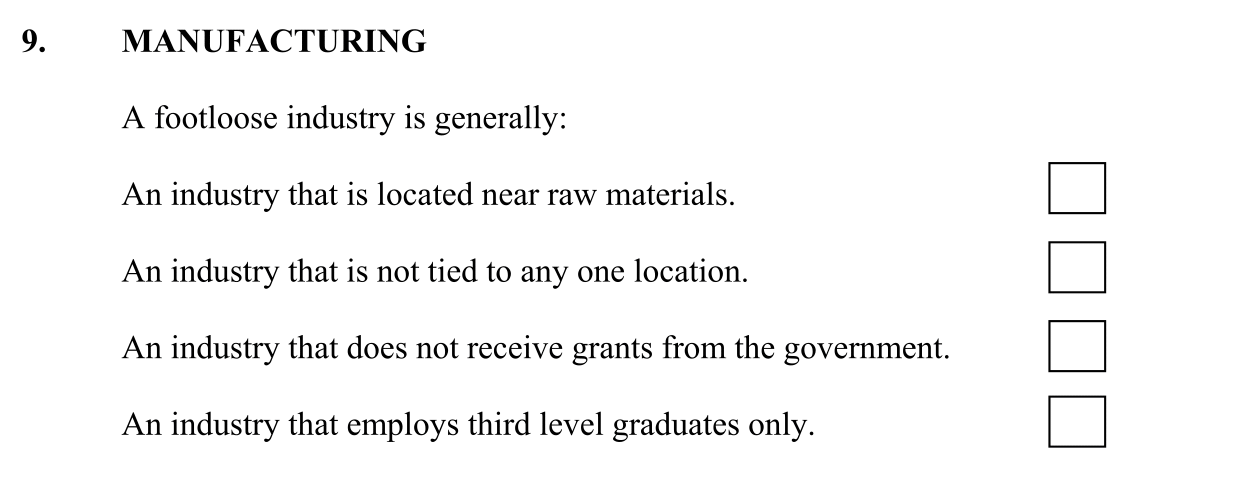 9. MANUFACTURING
A footloose industry is generally:
An industry that is located near raw materials.
An industry that is not tied to any one location.
An industry that does not receive grants from the government.
An industry that employs third level graduates only.